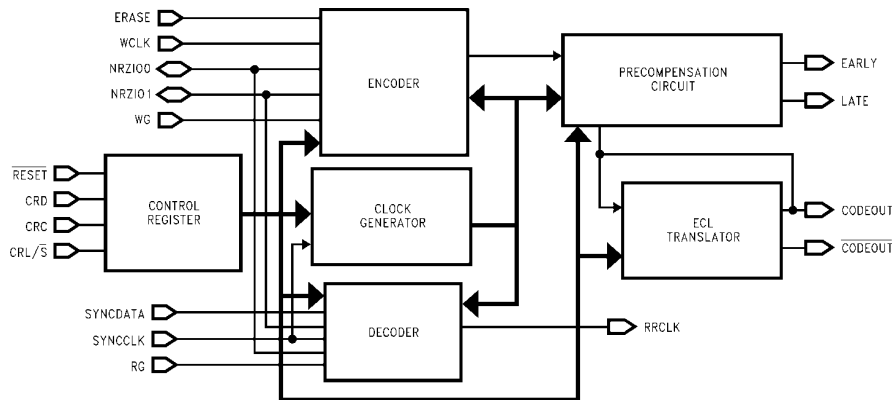 ERASE
WCLK
NRZIO0
NRZIO1
WG
ENCODER
PRECOMPENSATION
CIRCUIT
EARLY
LATE
RESET
CRD
CRC
CRL/S
CONTROL
REGISTER
CLOCK
GENERATOR
ECL
TRANSLATOR
CODEOUT
CODEOUT
SYNCDATA
SYNCCLK
RG
DECODER
RRCLK